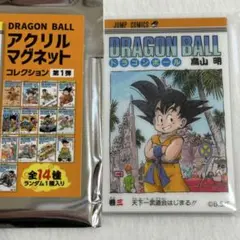 DRAGON BALL
アクリル
マグネット
コレクション 第1弾
全14種
ランダム1種入り
JUMP COMICS
DRAGON BALL
ドラゴンボール
鳥山明
天下一武道会はじまる!!